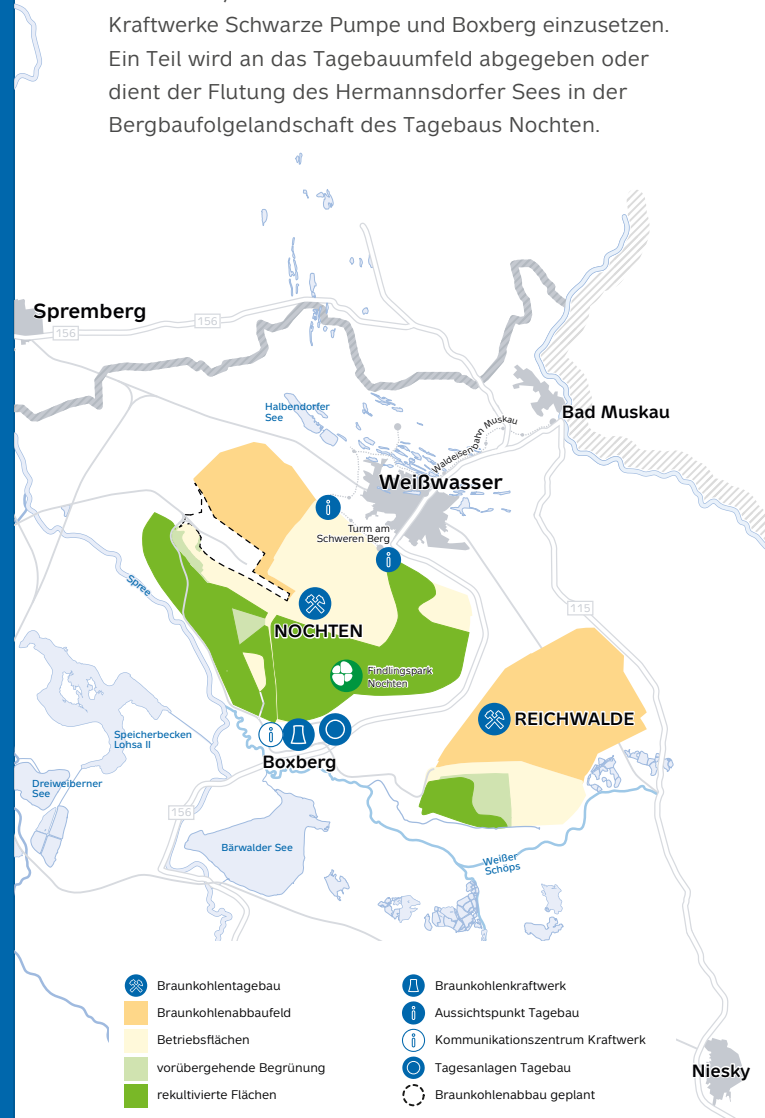 Kraftwerke Schwarze Pumpe und Boxberg einzusetzen.
Ein Teil wird an das Tagebauumfeld abgegeben oder
dient der Flutung des Hermannsdorfer Sees in der
Bergbaufolgelandschaft des Tagebaus Nochten.
Spremberg
156
156
Halbendorfer
See
Bad Muskau
Waldeisenbahn Muskau
Weißwasser
Turm am
Schweren Berg
Spree
115
NOCHTEN
Findlingspark
Nochten
REICHWALDE
Speicherbecken
Lohsa II
Boxberg
Dreiweiberner
See
156
Bärwalder See
Weißer
Schöps
Niesky
Braunkohlentagebau
Braunkohlenabbaufeld
Betriebsflächen
vorübergehende Begrünung
rekultivierte Flächen
Braunkohlenkraftwerk
Aussichtspunkt Tagebau
Kommunikationszentrum Kraftwerk
Tagesanlagen Tagebau
Braunkohlenabbau geplant